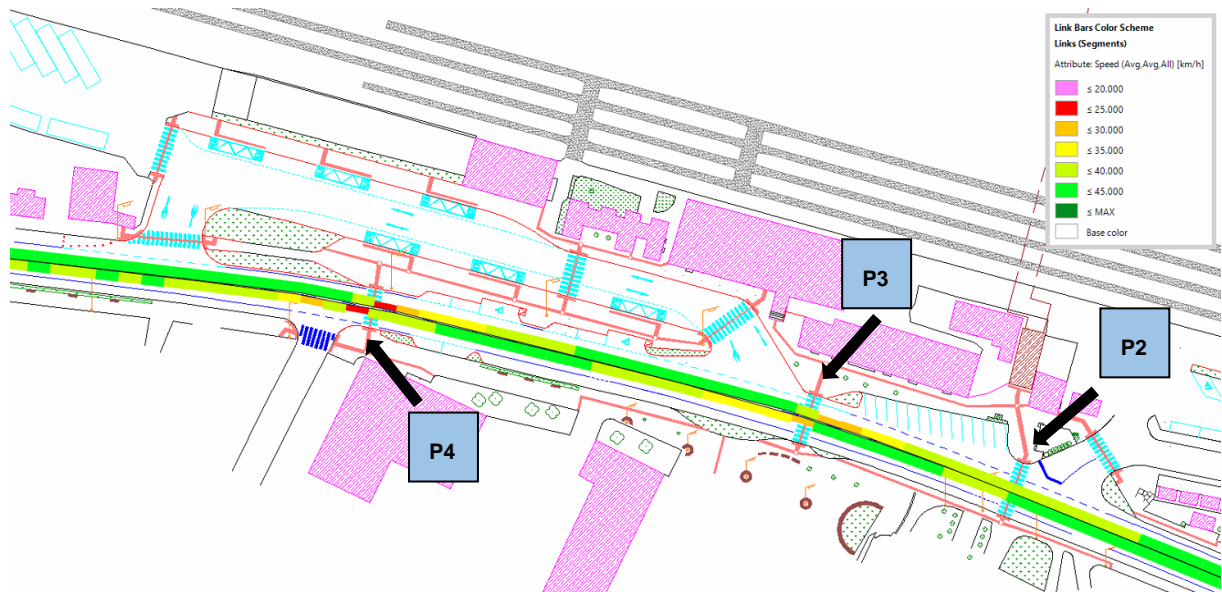 Link Bars Color Scheme
Links (Segments)
Attribute: Speed (Avg,Avg,All) [km/h]
≤ 20.000
≤ 25.000
≤ 30.000
≤ 35.000
≤ 40.000
≤ 45.000
≤ MAX
Base color
P3
P2
P4